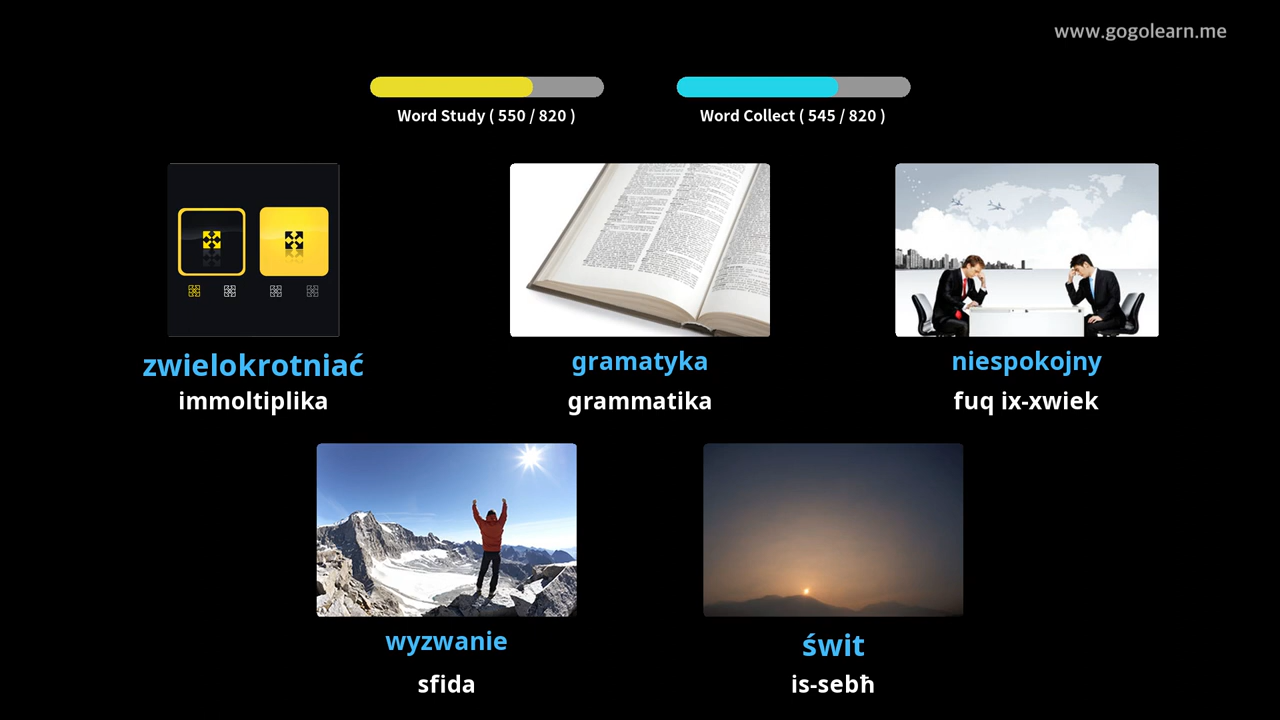 www.gogolearn.me
Word Study ( 550 / 820 )
Word Collect ( 545 / 820 )
zwielokrotniać
immoltiplika
gramatyka
grammatika
niespokojny
fuq ix-xwiek
wyzwanie
sfida
świt
is-sebħ